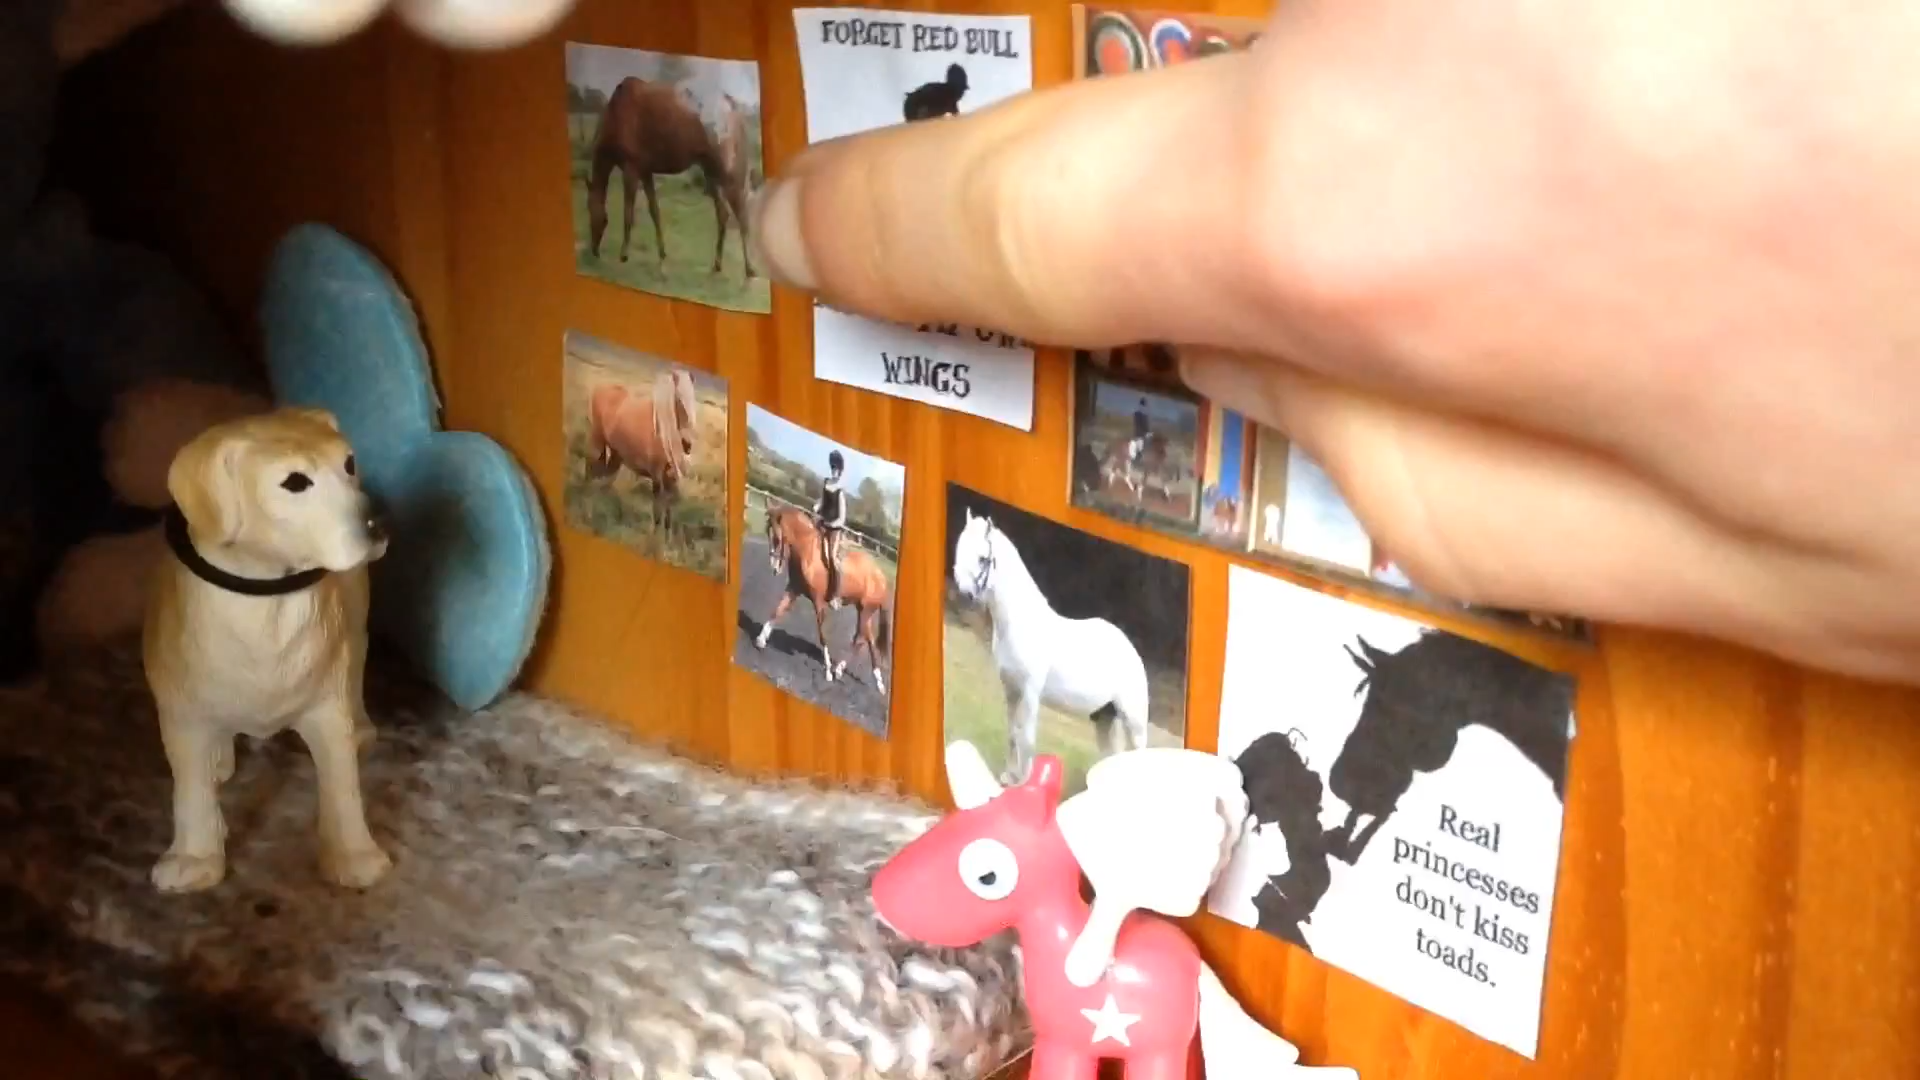 FORGET RED BULL
WINGS
Real
princesses
don't kiss
toads.